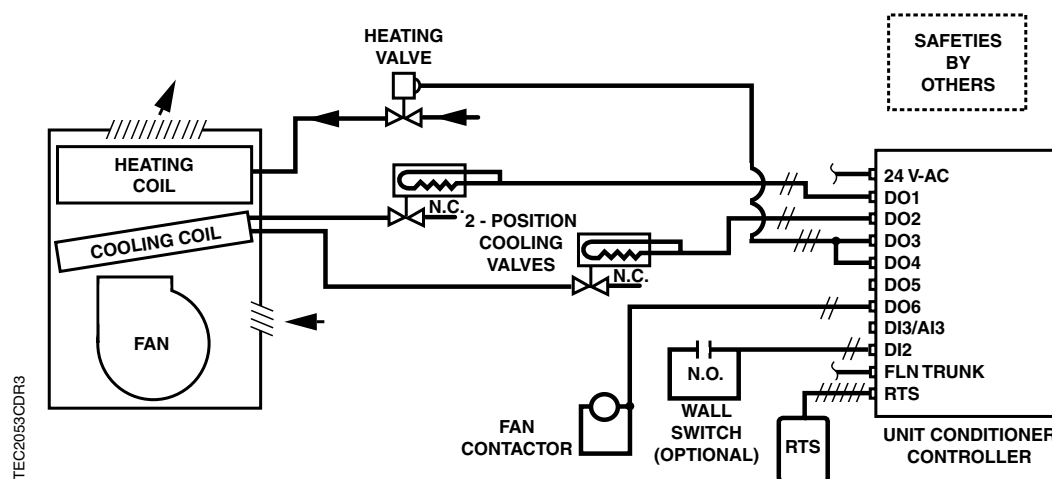 HEATING
VALVE
SAFETIES
BY
OTHERS
HEATING
COIL
COOLING COIL
FAN
N.C.
2 - POSITION
COOLING
VALVES
N.C.
24 V-AC
DO1
DO2
DO3
DO4
DO5
DO6
DI3/AI3
DI2
FLN TRUNK
RTS
N.O.
WALL
SWITCH
(OPTIONAL)
FAN
CONTACTOR
RTS
UNIT CONDITIONER
CONTROLLER
TEC2053CDR3